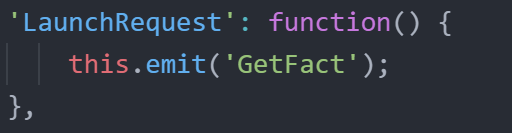 'LaunchRequest': function() {
    this.emit('GetFact');
},